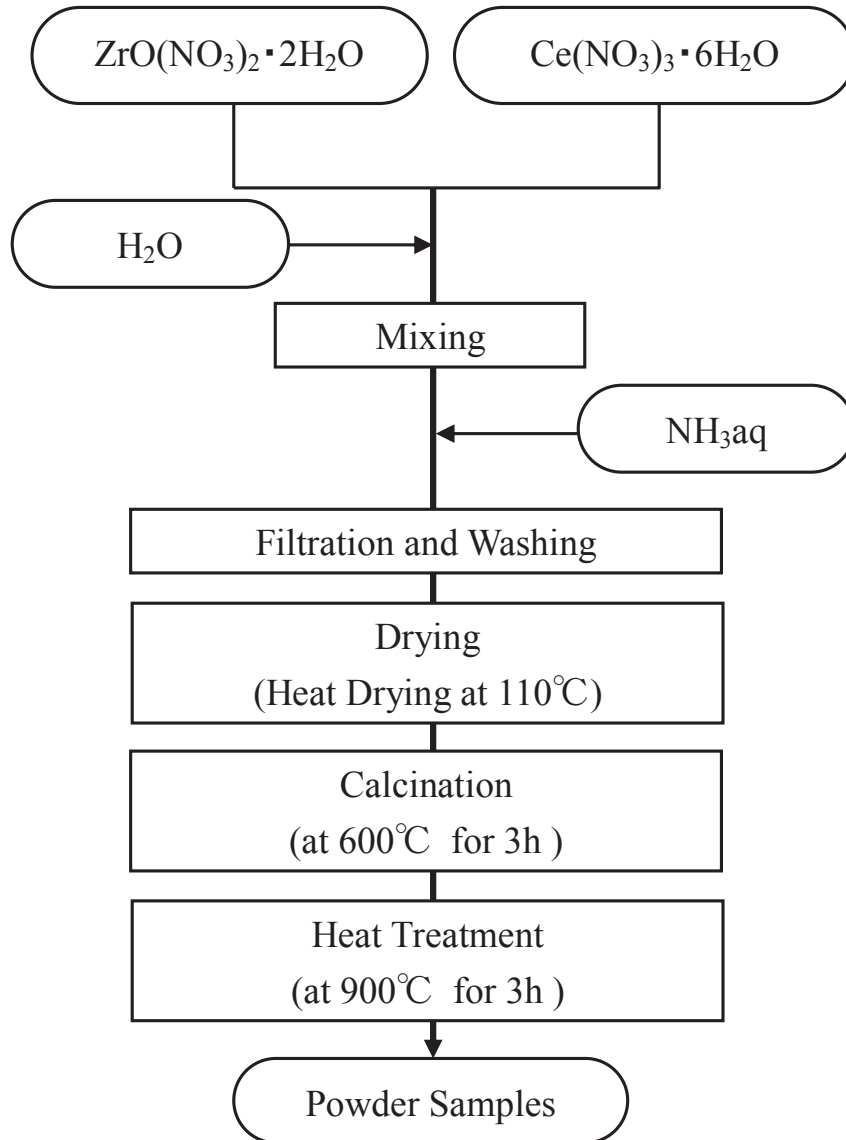 ZrO(NO₃)₂・2H₂O
Ce(NO₃)₃・6H₂O
H₂O
Mixing
NH₃aq
Filtration and Washing
Drying
(Heat Drying at 110℃)
Calcination
(at 600℃ for 3h )
Heat Treatment
(at 900℃ for 3h )
Powder Samples